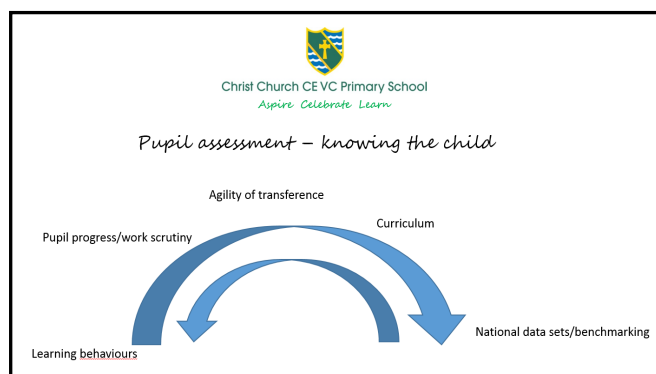 Christ Church CE VC Primary School
Aspire Celebrate Learn
Pupil assessment – knowing the child
Agility of transference
Curriculum
Pupil progress/work scrutiny
National data sets/benchmarking
Learning behaviours